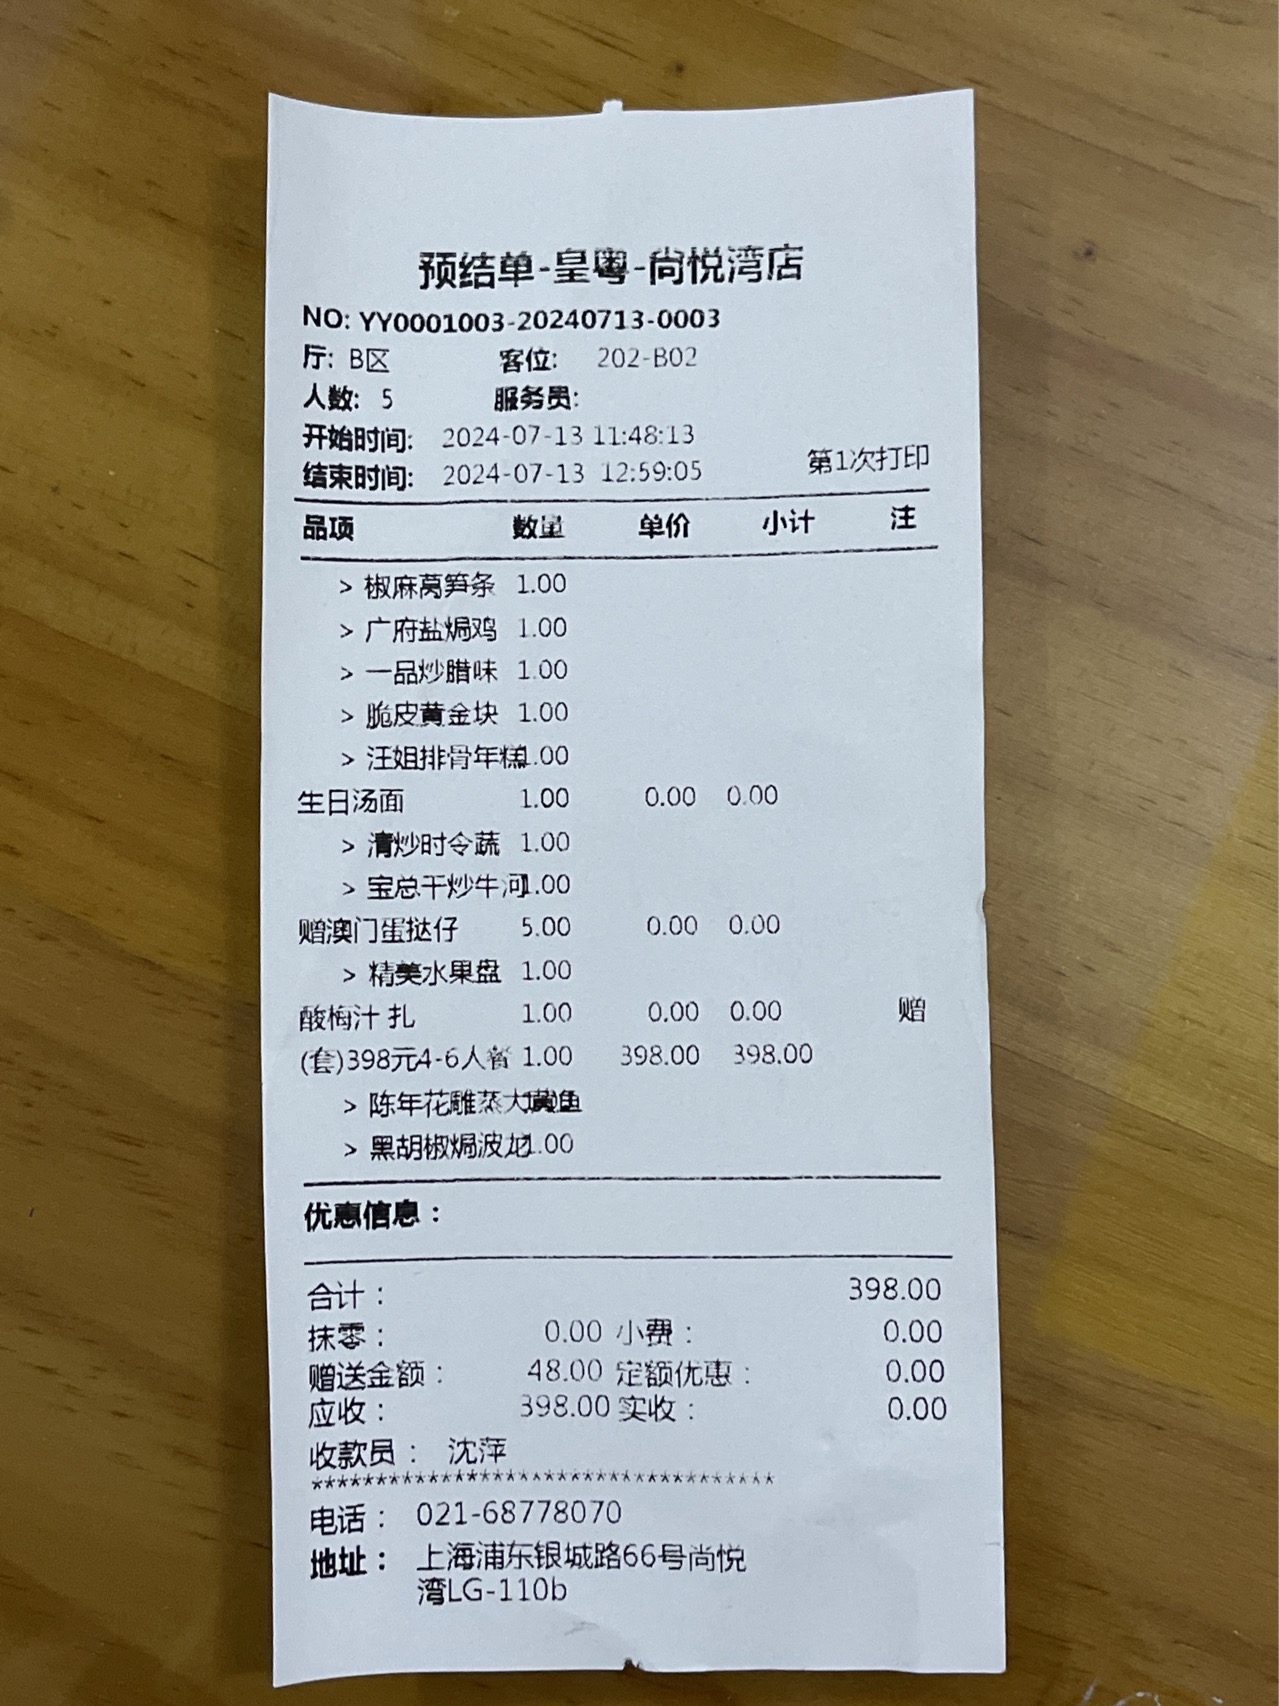 预结单-皇粤-尚悦湾店
NO: YY0001003-20240713-0003
厅: B区 客位: 202-B02
人数: 5 服务员:
开始时间: 2024-07-13 11:48:13
结束时间: 2024-07-13 12:59:05 第1次打印
品项 数量 单价 小计 注
> 椒麻莴笋条 1.00
> 广府盐焗鸡 1.00
> 一品炒腊味 1.00
> 脆皮黄金块 1.00
> 汪姐排骨年糕 1.00
生日汤面 1.00 0.00 0.00
> 清炒时令蔬 1.00
> 宝总干炒牛河 1.00
赠澳门蛋挞仔 5.00 0.00 0.00
> 精美水果盘 1.00
酸梅汁 扎 1.00 0.00 0.00 赠
(套)398元4-6人餐 1.00 398.00 398.00
> 陈年花雕蒸大黄鱼
> 黑胡椒焗波龙 1.00
优惠信息：
合计： 398.00
抹零： 0.00 小费： 0.00
赠送金额： 48.00 定额优惠： 0.00
应收： 398.00 实收： 0.00
收款员： 沈萍
************************************
电话： 021-68778070
地址： 上海浦东银城路66号尚悦
湾LG-110b